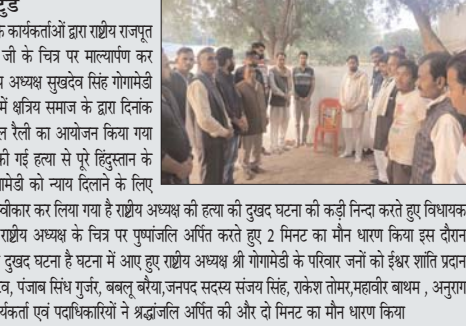 के कार्यकर्ताओं द्वारा राष्ट्रीय राजपूत
जी के चित्र पर माल्यार्पण कर
अध्यक्ष सुखदेव सिंह गोगामेडी
में क्षत्रिय समाज के द्वारा दिनांक
रैली का आयोजन किया गया
की गई हत्या से पूरे हिंदुस्तान के
गामेडी को न्याय दिलाने के लिए
वीकार कर लिया गया है राष्ट्रीय अध्यक्ष की हत्या की दुखद घटना की कड़ी निन्दा करते हुए विधायक
राष्ट्रीय अध्यक्ष के चित्र पर पुष्पांजलि अर्पित करते हुए 2 मिनट का मौन धारण किया इस दौरान
दुखद घटना है घटना में आए हुए राष्ट्रीय अध्यक्ष श्री गोगामेडी के परिवार जनों को ईश्वर शांति प्रदान
व, पंजाब सिंध गुर्जर, बबलू बरैया,जनपद सदस्य संजय सिंह, राकेश तोमर,महावीर बाथम , अनुराग
र्यकर्ता एवं पदाधिकारियों ने श्रद्धांजलि अर्पित की और दो मिनट का मौन धारण किया